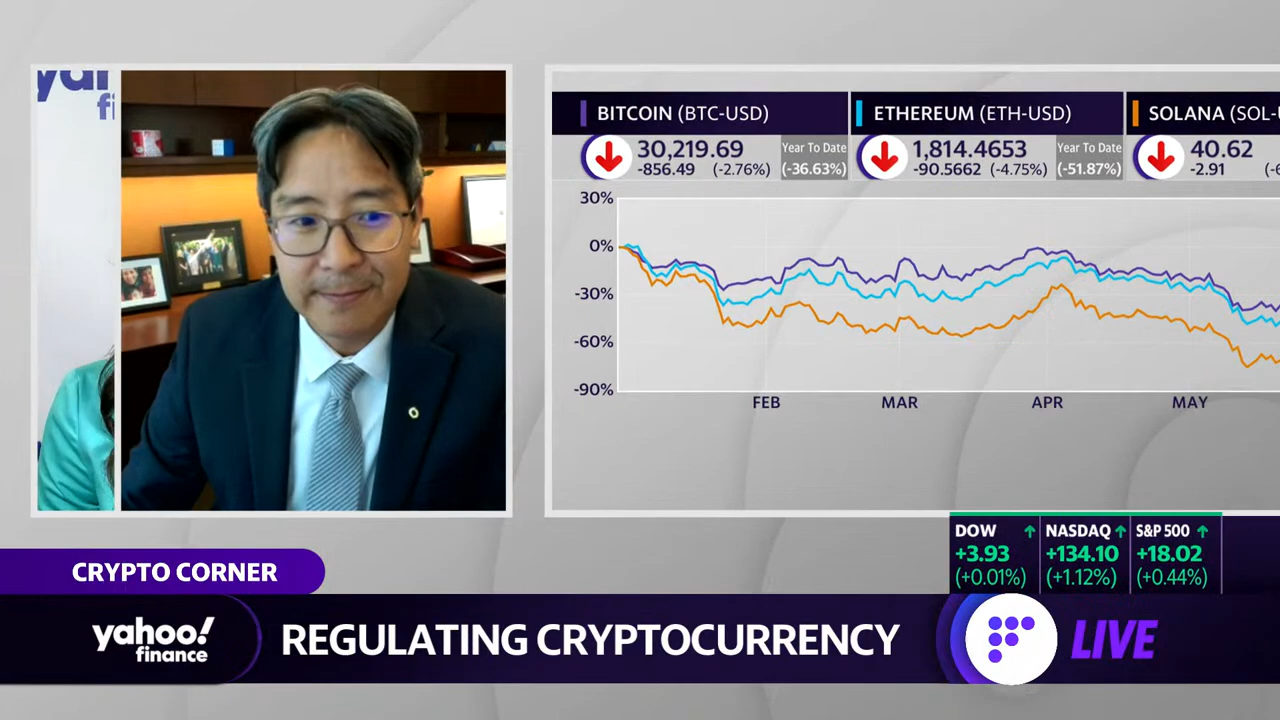 yahoo!
fi
BITCOIN (BTC-USD)
30,219.69
-856.49 (-2.76%)
Year To Date
(-36.63%)
ETHEREUM (ETH-USD)
1,814.4653
-90.5662 (-4.75%)
Year To Date
(-51.87%)
SOLANA (SOL-U
40.62
-2.91 (-6
30%
0%
-30%
-60%
-90%
FEB MAR APR MAY
DOW
+3.93
(+0.01%)
NASDAQ
+134.10
(+1.12%)
S&P 500
+18.02
(+0.44%)
CRYPTO CORNER
yahoo!
finance
REGULATING CRYPTOCURRENCY
LIVE